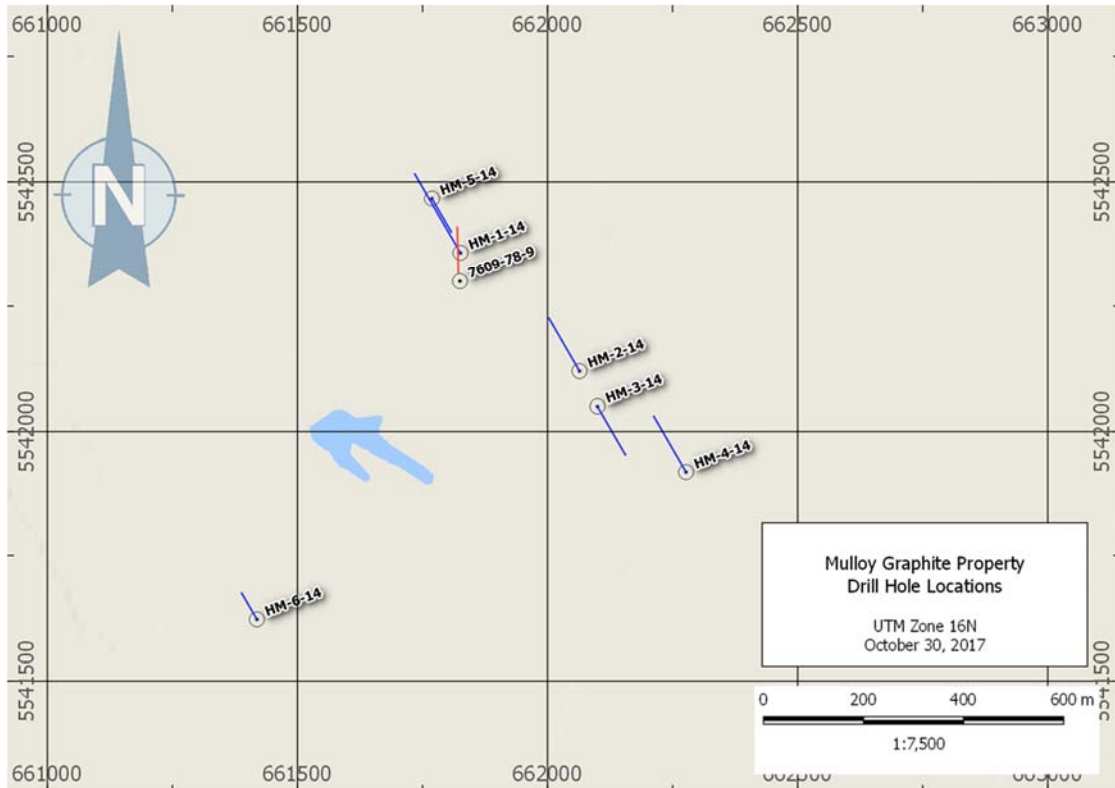 661000 661500 662000 662500 663000
N
5542500
5542500
HM-5-14
HM-1-14
7609-78-9
HM-2-14
HM-3-14
5542000
5542000
HM-4-14
Mulloy Graphite Property
Drill Hole Locations
UTM Zone 16N
October 30, 2017
HM-6-14
5541500
0 200 400 600 m
1:7,500
661000 661500 662000 662500